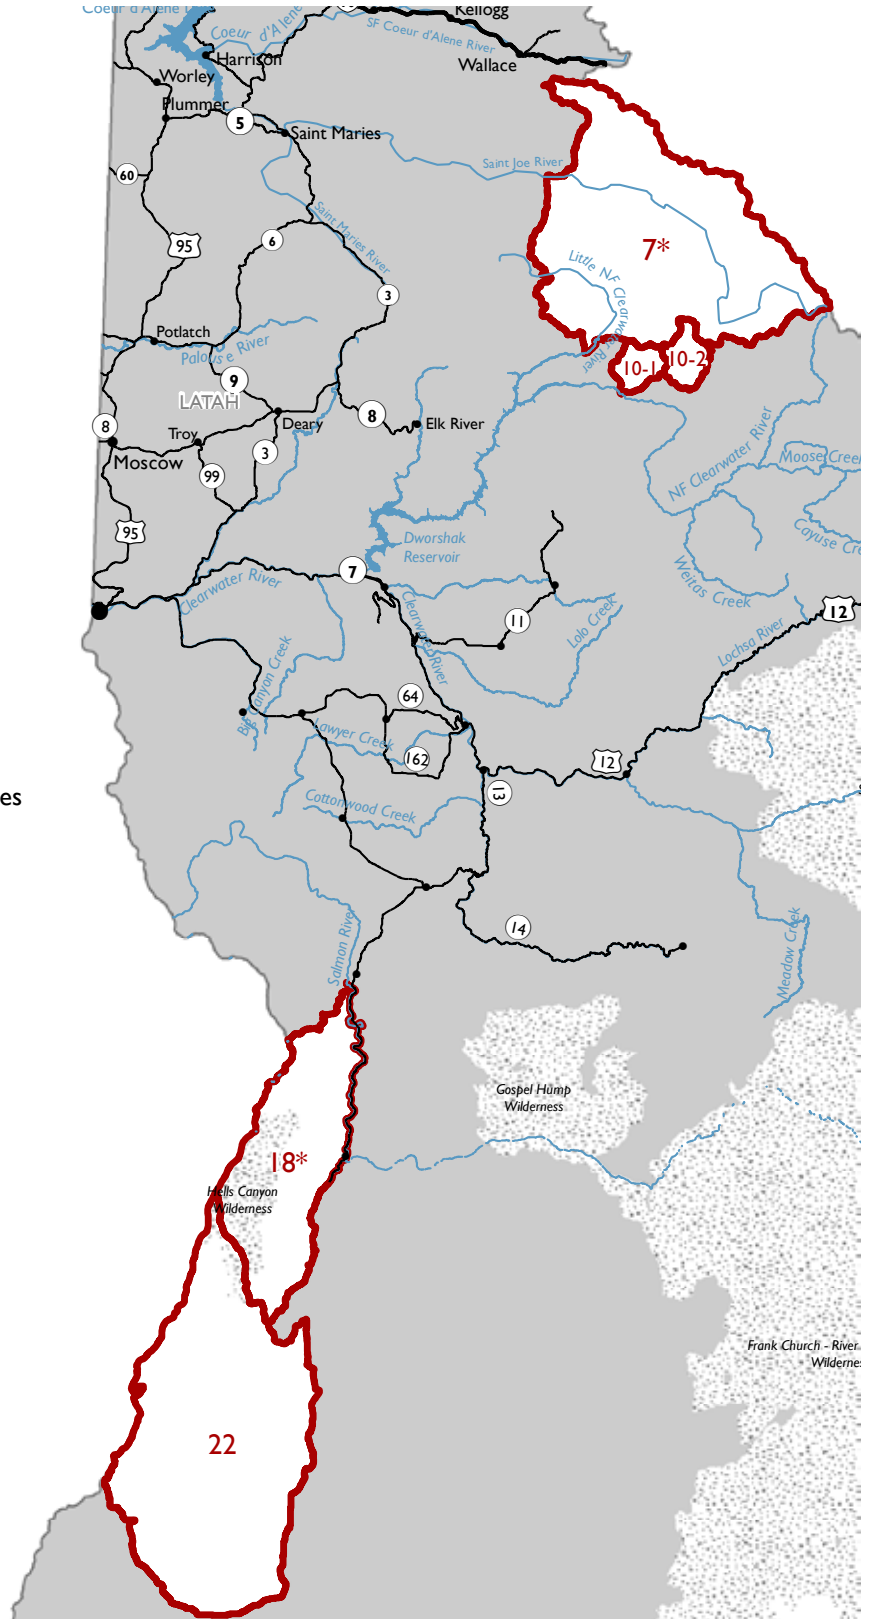 Coeur d'Alene
Kellogg
Coeur d'Alene
SF Coeur d'Alene River
Harrison
Wallace
Worley
Plummer
5
Saint Maries
Saint Joe River
60
Saint Maries River
95
6
7*
Little NF Clearwater River
3
Potlatch
Palouse River
10-1
10-2
9
LATAH
8
Deary
8
Elk River
Troy
Moscow
3
99
NF Clearwater River
Moose Creek
95
Dworshak
Reservoir
Cayuse Cre
7
Weitas Creek
Clearwater River
Clearwater River
11
Lolo Creek
12
Lochsa River
Big Canyon Creek
64
Lawyer Creek
162
12
13
es
Cottonwood Creek
14
Salmon River
Meadow Creek
Gospel Hump
Wilderness
18*
Hells Canyon
Wilderness
Frank Church - River
Wilderne
22